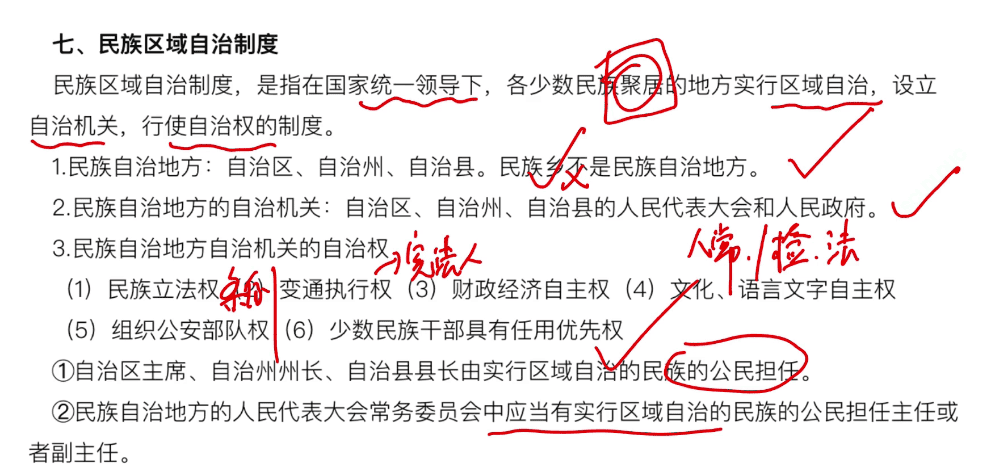 七、民族区域自治制度
民族区域自治制度，是指在国家统一领导下，各少数民族聚居的地方实行区域自治，设立
自治机关，行使自治权的制度。
1.民族自治地方：自治区、自治州、自治县。民族乡不是民族自治地方。
2.民族自治地方的自治机关：自治区、自治州、自治县的人民代表大会和人民政府。
3.民族自治地方自治机关的自治权
人常/检.法
（1）民族立法权 变通执行权（3）财政经济自主权（4）文化、语言文字自主权
（5）组织公安部队权（6）少数民族干部具有任用优先权
①自治区主席、自治州州长、自治县县长由实行区域自治的民族的公民担任。
②民族自治地方的人民代表大会常务委员会中应当有实行区域自治的民族的公民担任主任或
者副主任。